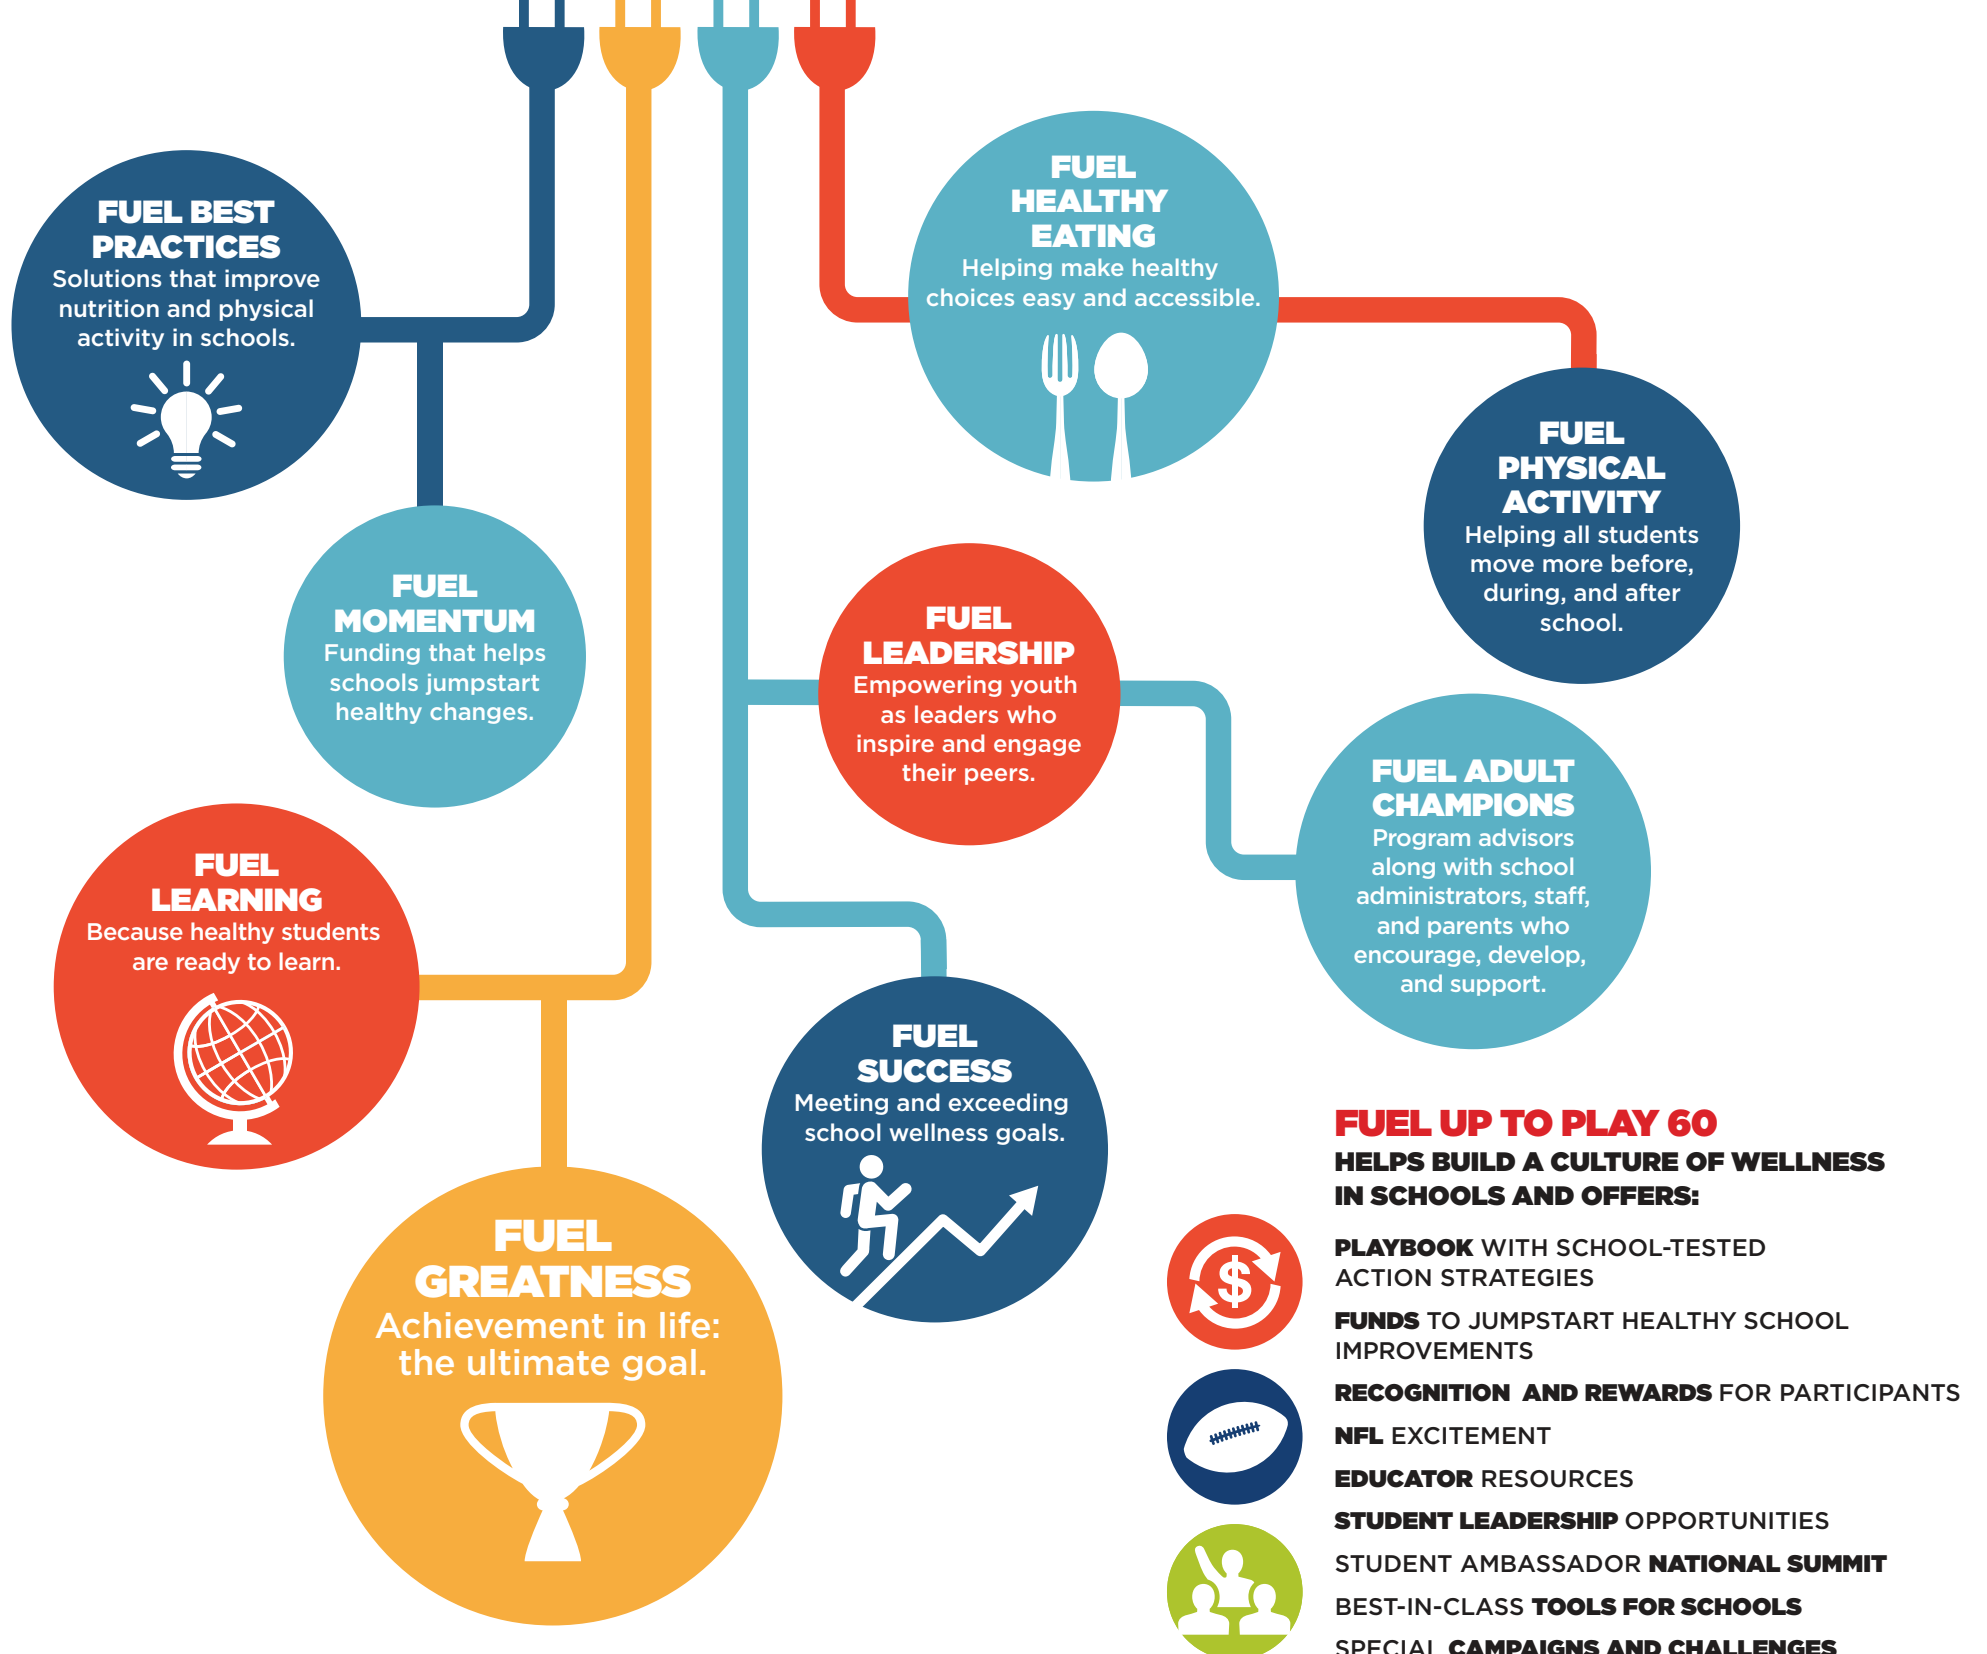 FUEL BEST
PRACTICES
Solutions that improve
nutrition and physical
activity in schools.
FUEL
HEALTHY
EATING
Helping make healthy
choices easy and accessible.
FUEL
PHYSICAL
ACTIVITY
Helping all students
move more before,
during, and after
school.
FUEL
MOMENTUM
Funding that helps
schools jumpstart
healthy changes.
FUEL
LEADERSHIP
Empowering youth
as leaders who
inspire and engage
their peers.
FUEL ADULT
CHAMPIONS
Program advisors
along with school
administrators, staff,
and parents who
encourage, develop,
and support.
FUEL
LEARNING
Because healthy students
are ready to learn.
FUEL
SUCCESS
Meeting and exceeding
school wellness goals.
FUEL
GREATNESS
Achievement in life:
the ultimate goal.
FUEL UP TO PLAY 60
HELPS BUILD A CULTURE OF WELLNESS
IN SCHOOLS AND OFFERS:
$
PLAYBOOK WITH SCHOOL-TESTED
ACTION STRATEGIES
FUNDS TO JUMPSTART HEALTHY SCHOOL
IMPROVEMENTS
RECOGNITION AND REWARDS FOR PARTICIPANTS
NFL EXCITEMENT
EDUCATOR RESOURCES
STUDENT LEADERSHIP OPPORTUNITIES
STUDENT AMBASSADOR NATIONAL SUMMIT
BEST-IN-CLASS TOOLS FOR SCHOOLS
SPECIAL CAMPAIGNS AND CHALLENGES